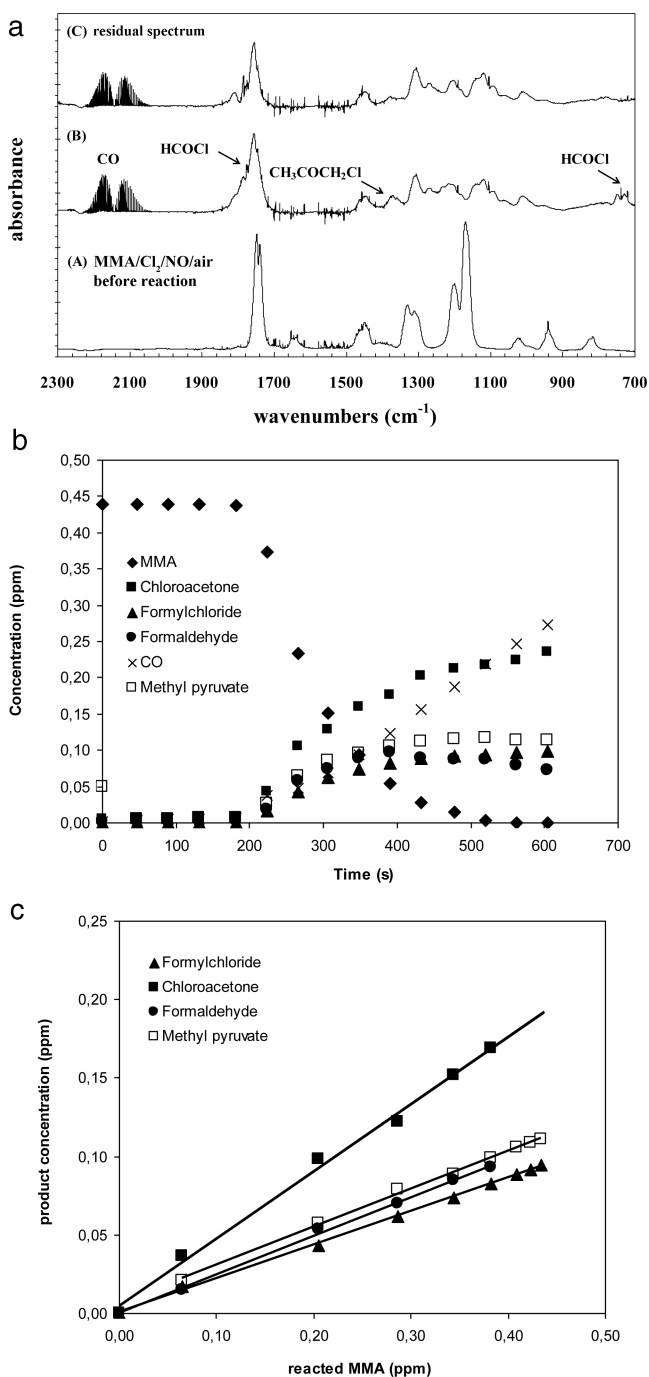 a
(C) residual spectrum
(B)
HCOCl
CO
CH3COCH2Cl
HCOCl
(A) MMA/Cl2/NO/air
before reaction
absorbance
2300 2100 1900 1700 1500 1300 1100 900 700
wavenumbers (cm-1)
b
0,50
0,45
0,40
0,35
0,30
0,25
0,20
0,15
0,10
0,05
0,00
MMA
Chloroacetone
Formylchloride
Formaldehyde
CO
Methyl pyruvate
Concentration (ppm)
0 100 200 300 400 500 600 700
Time (s)
c
0,25
0,20
0,15
0,10
0,05
0,00
Formylchloride
Chloroacetone
Formaldehyde
Methyl pyruvate
product concentration (ppm)
0,00 0,10 0,20 0,30 0,40 0,50
reacted MMA (ppm)